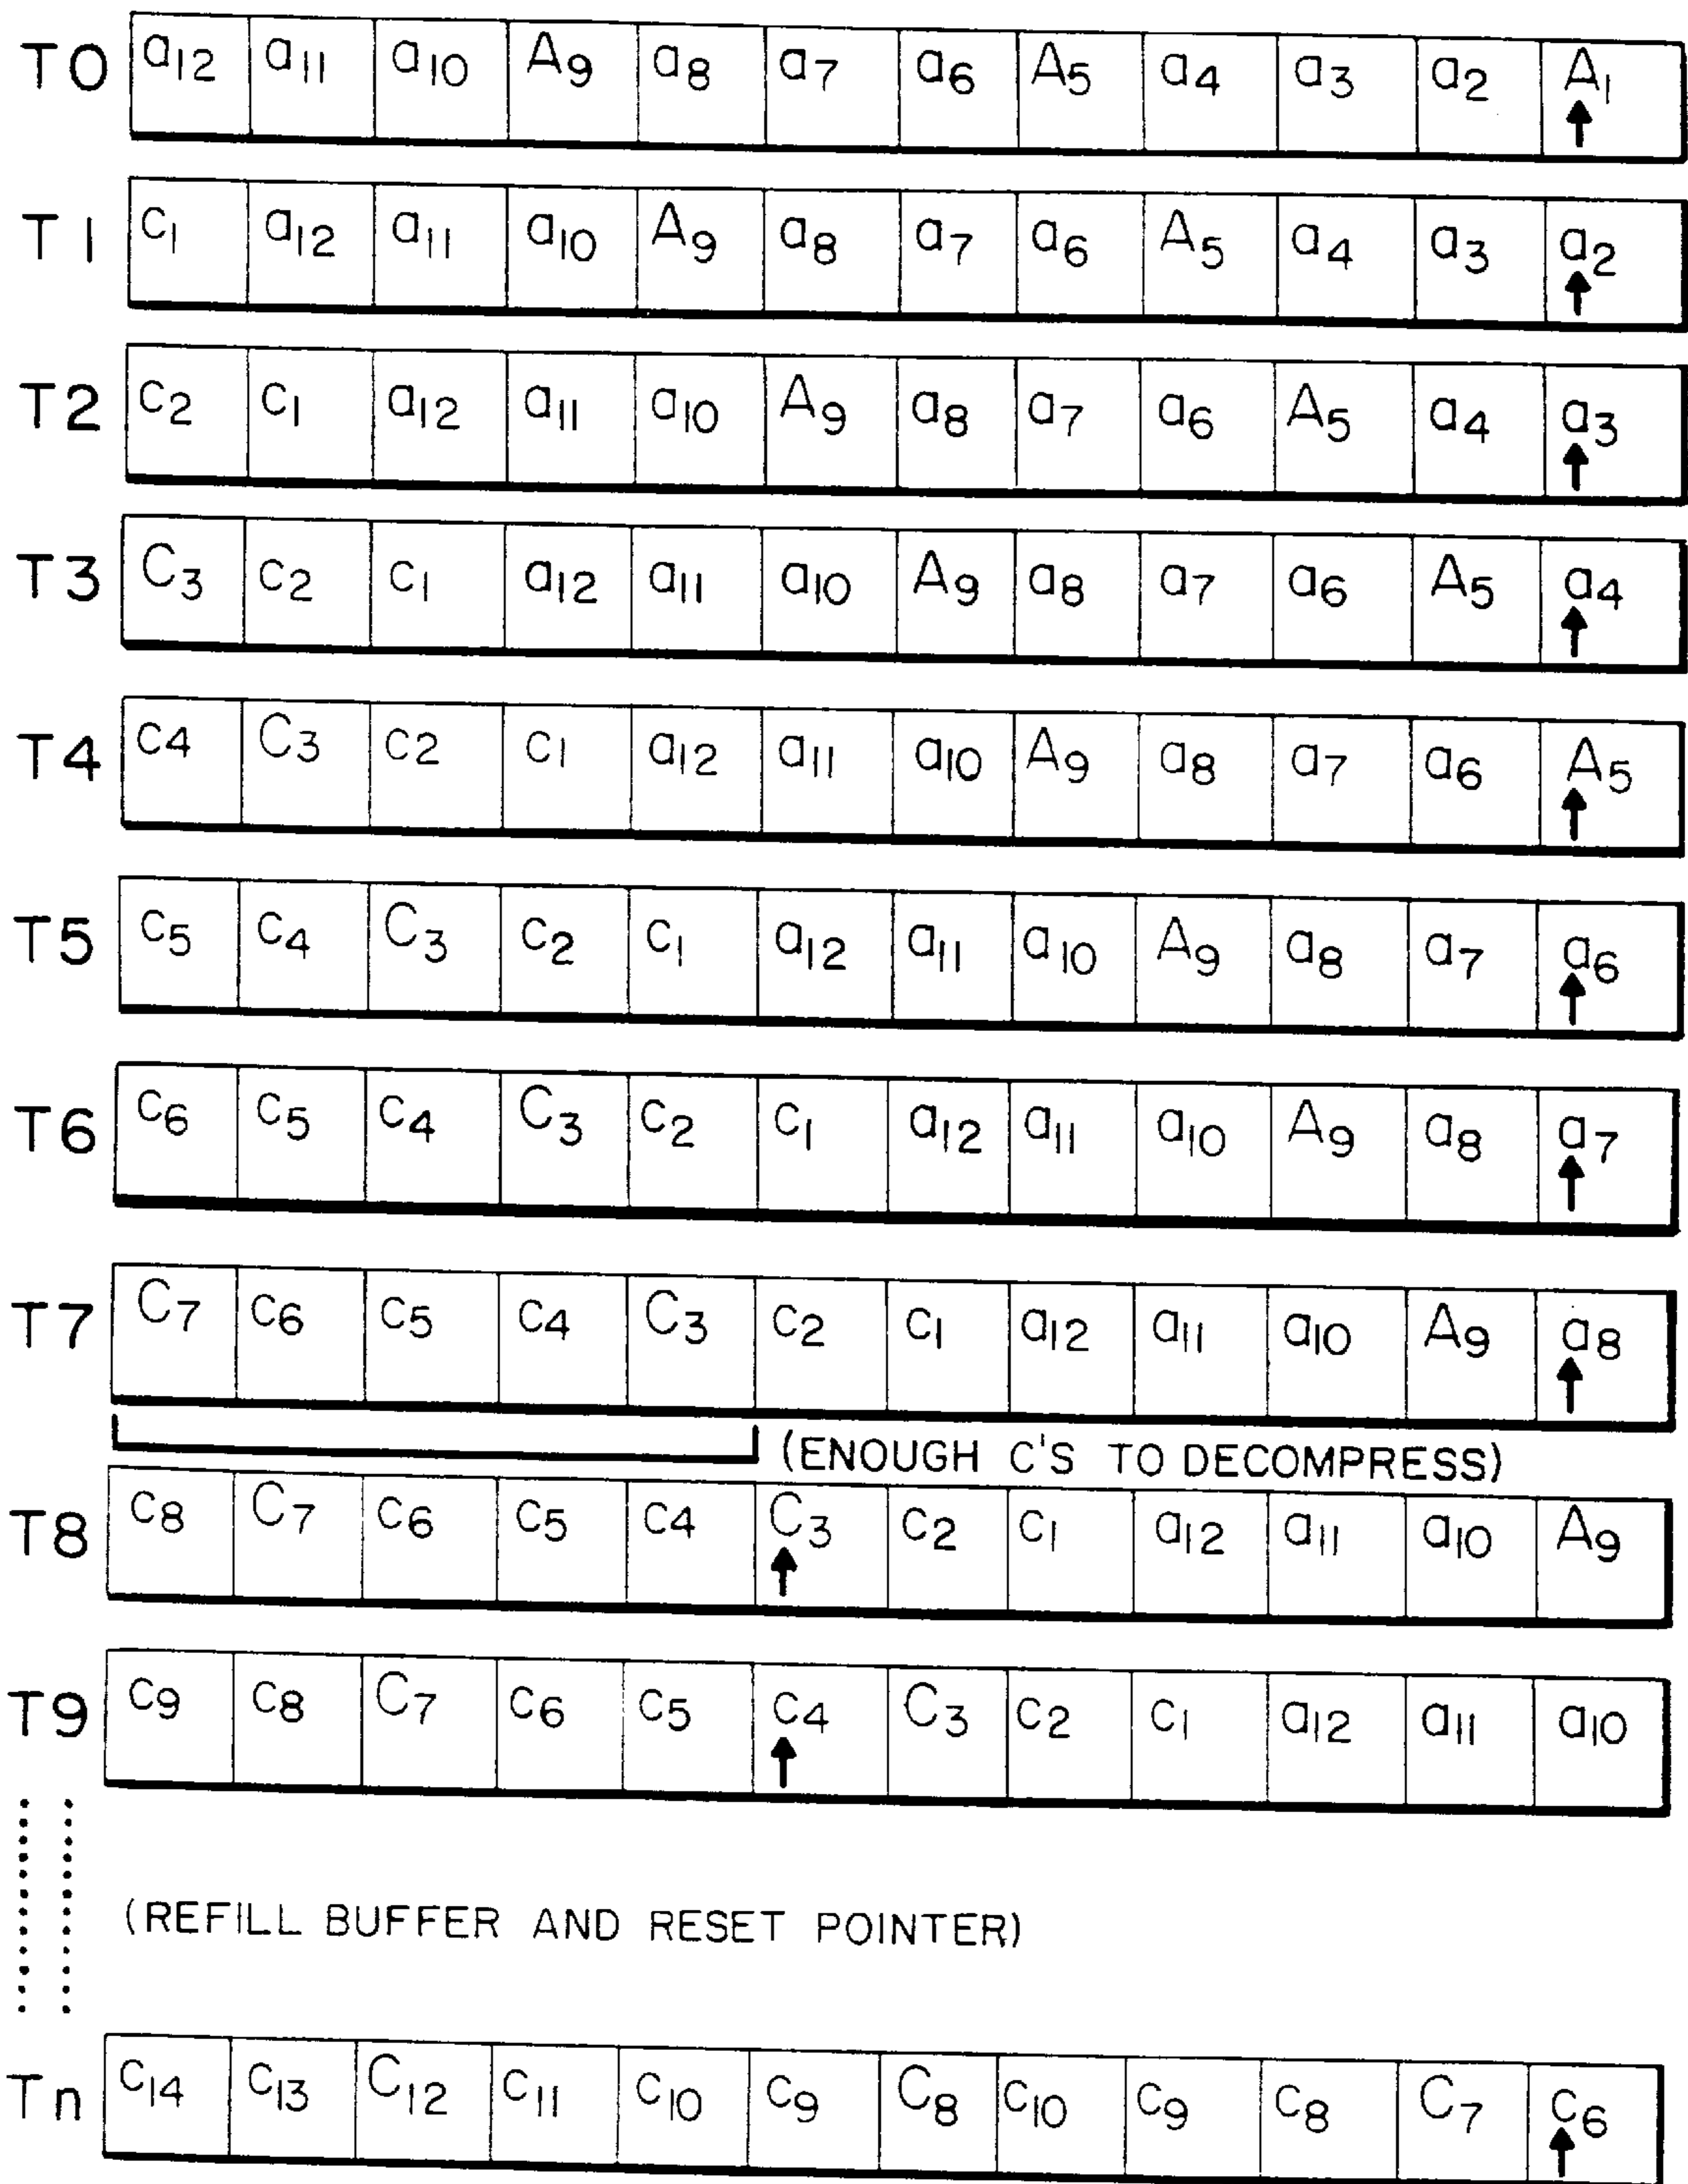 T0 a12 a11 a10 A9 a8 a7 a6 A5 a4 a3 a2 A1
T1 c1 a12 a11 a10 A9 a8 a7 a6 A5 a4 a3 a2
T2 c2 c1 a12 a11 a10 A9 a8 a7 a6 A5 a4 a3
T3 C3 c2 c1 a12 a11 a10 A9 a8 a7 a6 A5 a4
T4 c4 C3 c2 c1 a12 a11 a10 A9 a8 a7 a6 A5
T5 c5 c4 C3 c2 c1 a12 a11 a10 A9 a8 a7 a6
T6 c6 c5 c4 C3 c2 c1 a12 a11 a10 A9 a8 a7
T7 C7 c6 c5 c4 C3 c2 c1 a12 a11 a10 A9 a8
(ENOUGH C'S TO DECOMPRESS)
T8 c8 C7 c6 c5 c4 C3 c2 c1 a12 a11 a10 A9
T9 c9 c8 C7 c6 c5 c4 C3 c2 c1 a12 a11 a10
(REFILL BUFFER AND RESET POINTER)
Tn c14 c13 C12 c11 c10 c9 C8 c10 c9 c8 C7 c6